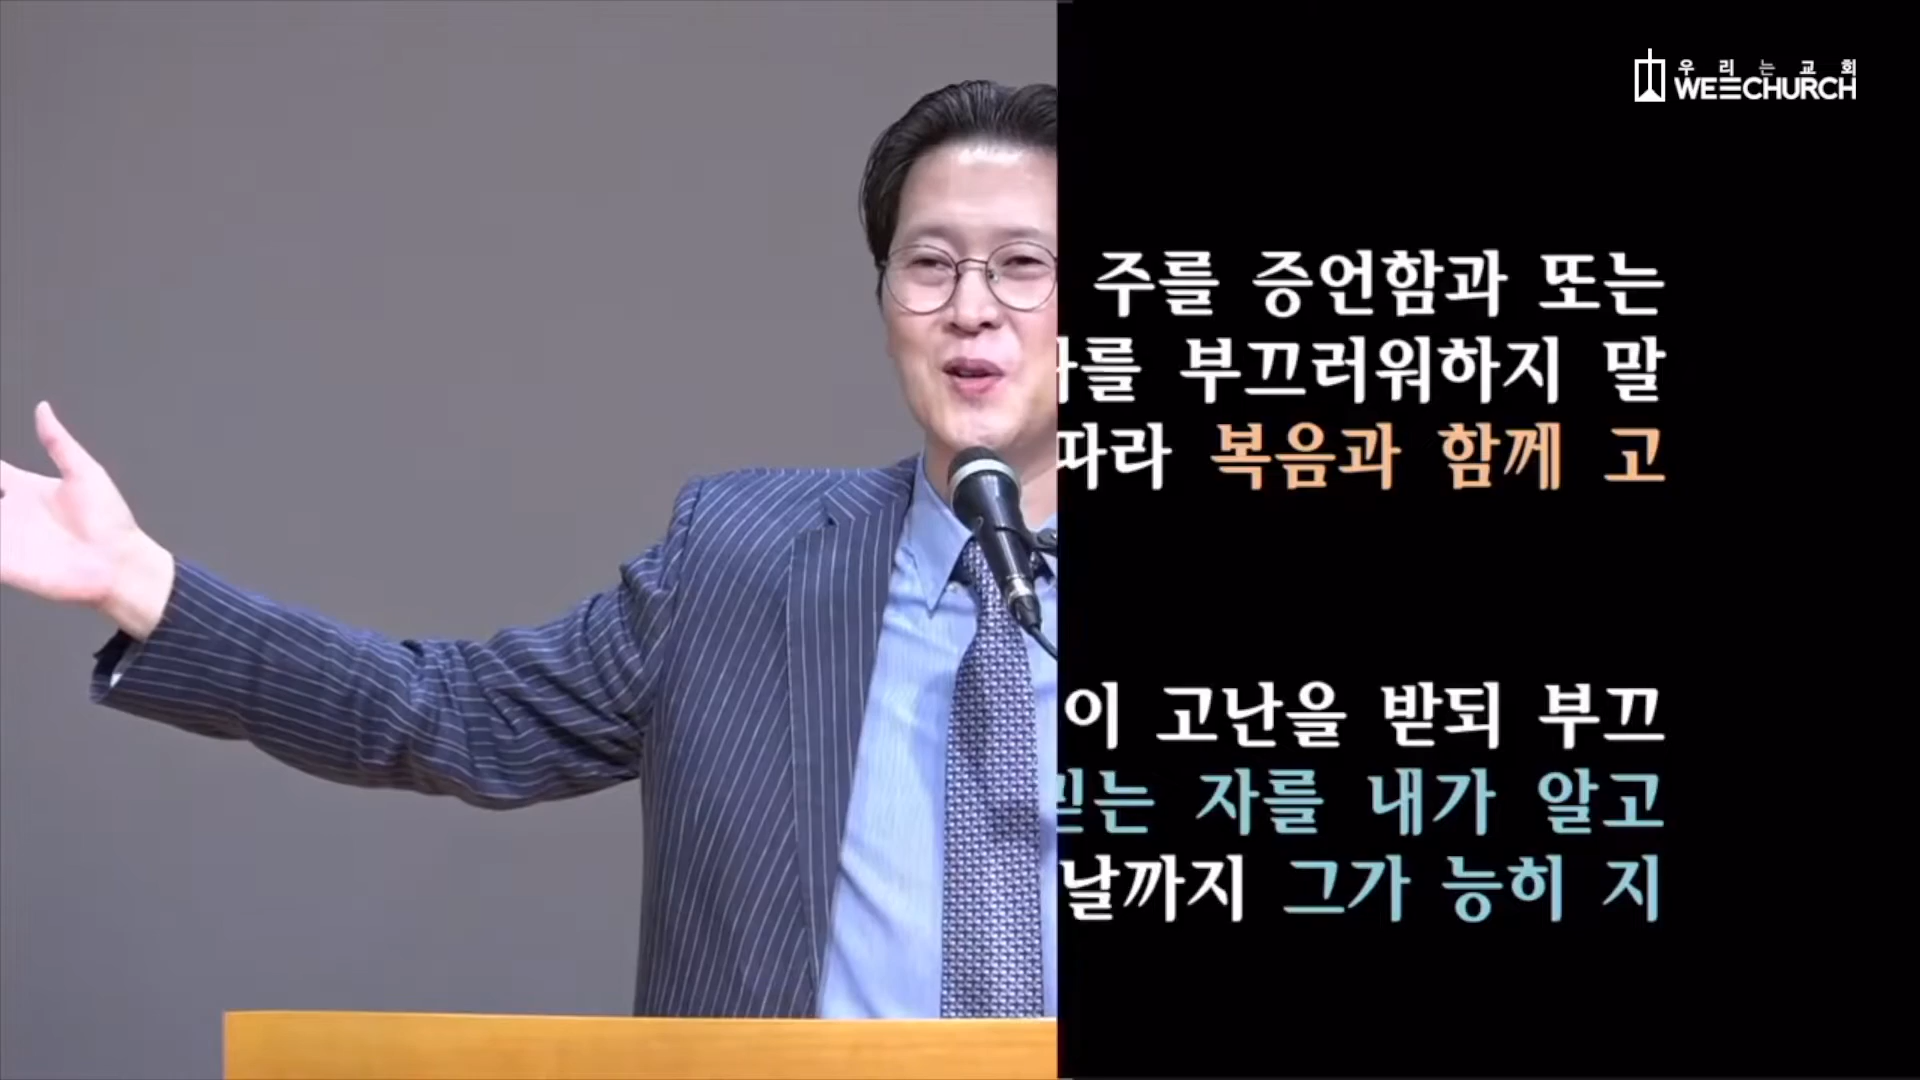 우리는교회
WEECHURCH
주를 증언함과 또는
를 부끄러워하지 말
따라 복음과 함께 고
이 고난을 받되 부끄
는 자를 내가 알고
날까지 그가 능히 지